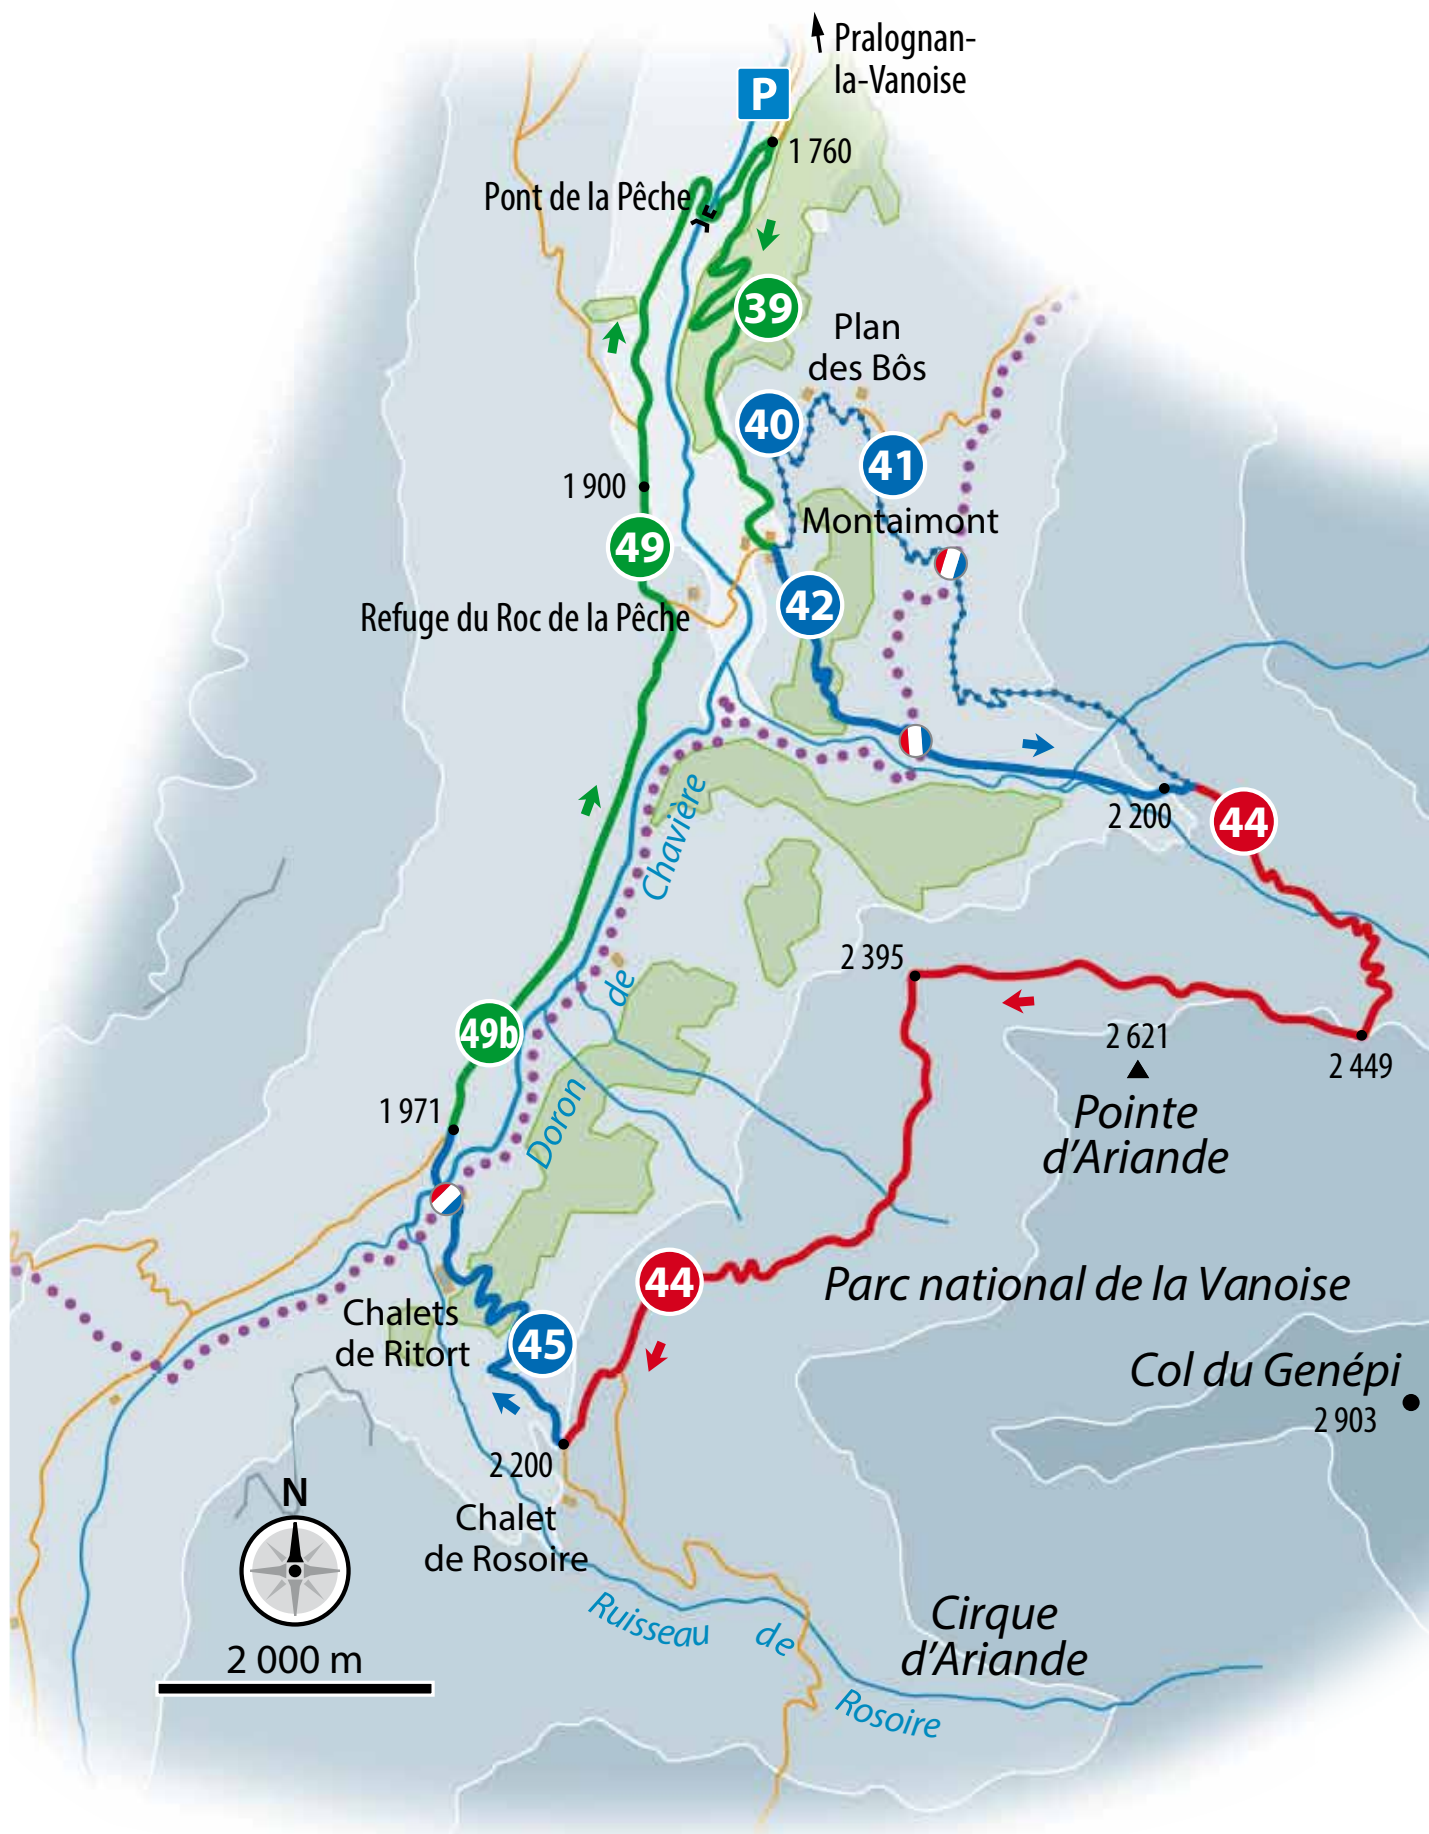 Pralognan-
la-Vanoise
P
1 760
Pont de la Pêche
39
Plan
des Bôs
40
41
1 900
Montaimont
49
42
Refuge du Roc de la Pêche
2 200
44
Chavière
de
Doron
2 395
2 621
2 449
Pointe
d'Ariande
49b
1 971
44
Parc national de la Vanoise
Chalets
de Ritort
45
Col du Genépi
2 903
2 200
N
Chalet
de Rosoire
2 000 m
Ruisseau de
Rosoire
Cirque
d'Ariande